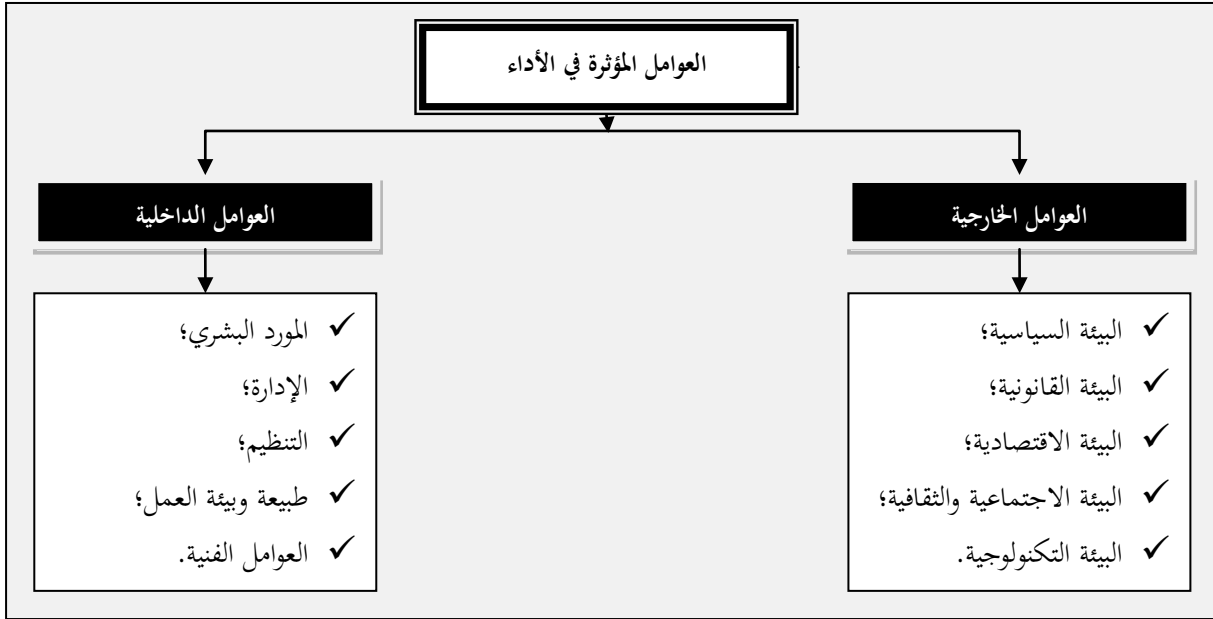 العوامل المؤثرة في الأداء
العوامل الخارجية
البيئة السياسية؛
البيئة القانونية؛
البيئة الاقتصادية؛
البيئة الاجتماعية والثقافية؛
البيئة التكنولوجية.
العوامل الداخلية
المورد البشري؛
الإدارة؛
التنظيم؛
طبيعة وبيئة العمل؛
العوامل الفنية.